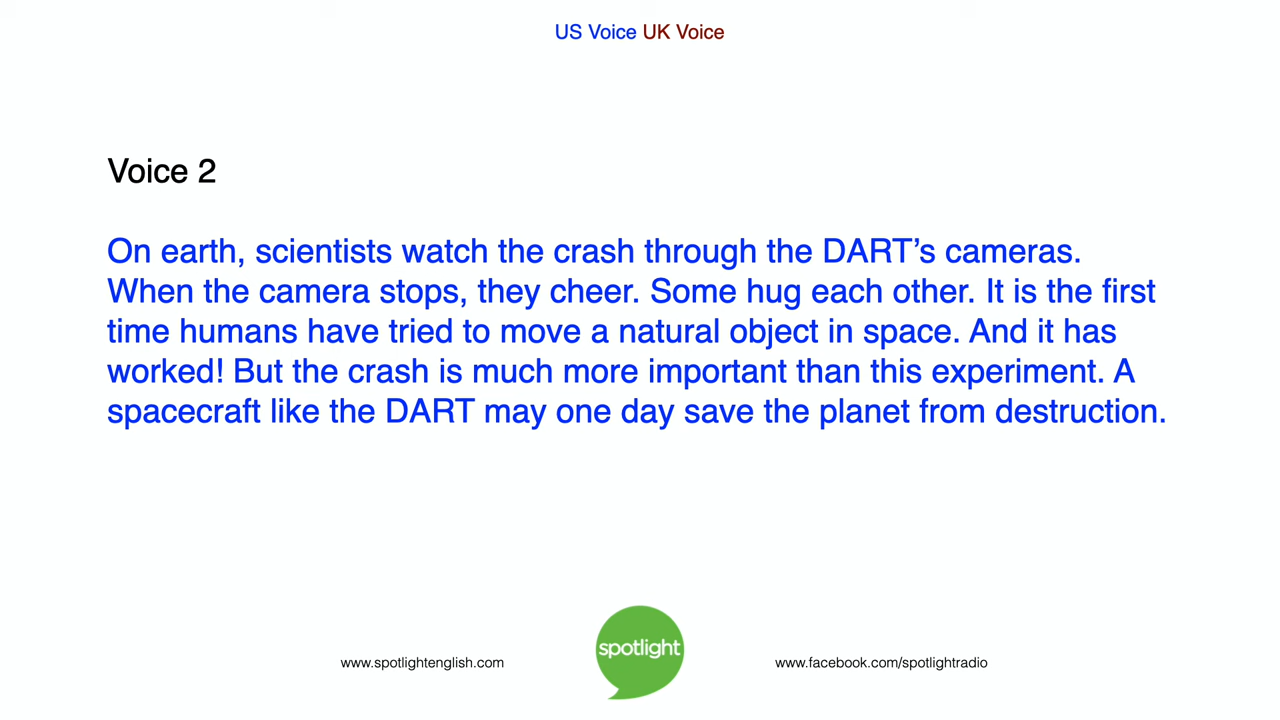 US Voice UK Voice
Voice 2
On earth, scientists watch the crash through the DART’s cameras.
When the camera stops, they cheer. Some hug each other. It is the first
time humans have tried to move a natural object in space. And it has
worked! But the crash is much more important than this experiment. A
spacecraft like the DART may one day save the planet from destruction.
spotlight
www.spotlightenglish.com
www.facebook.com/spotlightradio